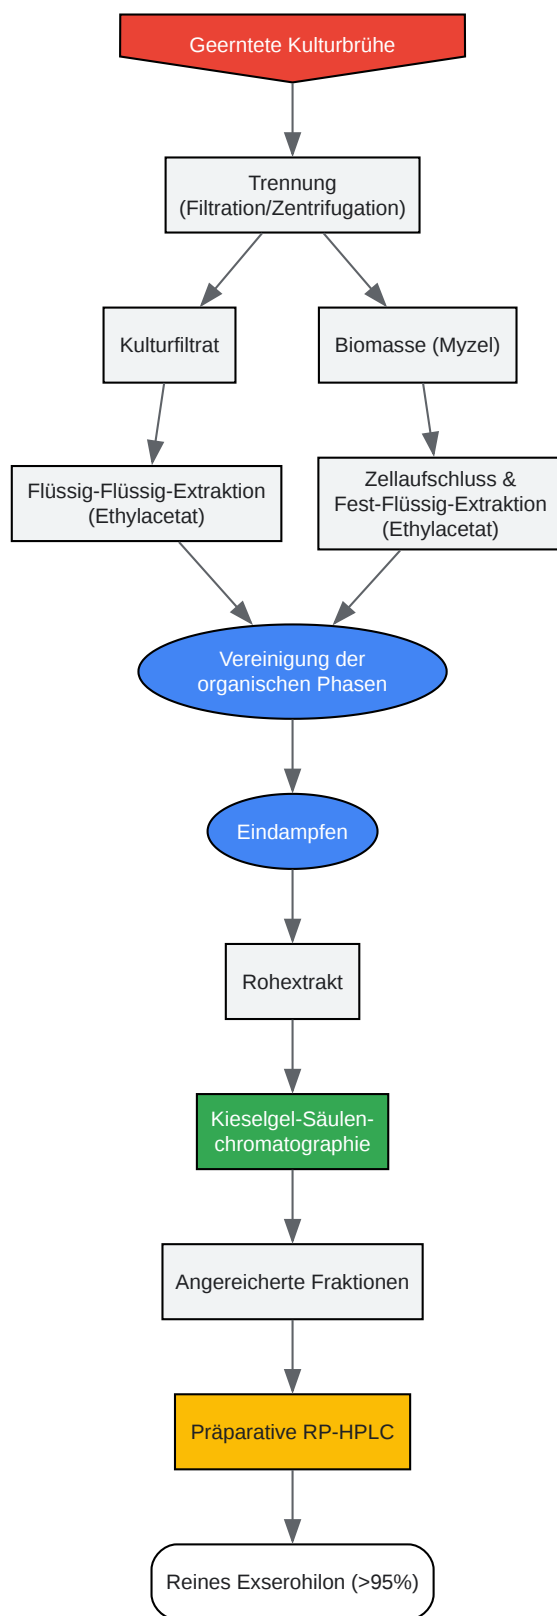 Geerntete Kulturbrühe
Trennung
(Filtration/Zentrifugation)
Kulturfiltrat
Biomasse (Myzel)
Flüssig-Flüssig-Extraktion
(Ethylacetat)
Zellaufschluss &
Fest-Flüssig-Extraktion
(Ethylacetat)
Vereinigung der
organischen Phasen
Eindampfen
Rohextrakt
Kieselgel-Säulen-
chromatographie
Angereicherte Fraktionen
Präparative RP-HPLC
Reines Exserohilon (>95%)